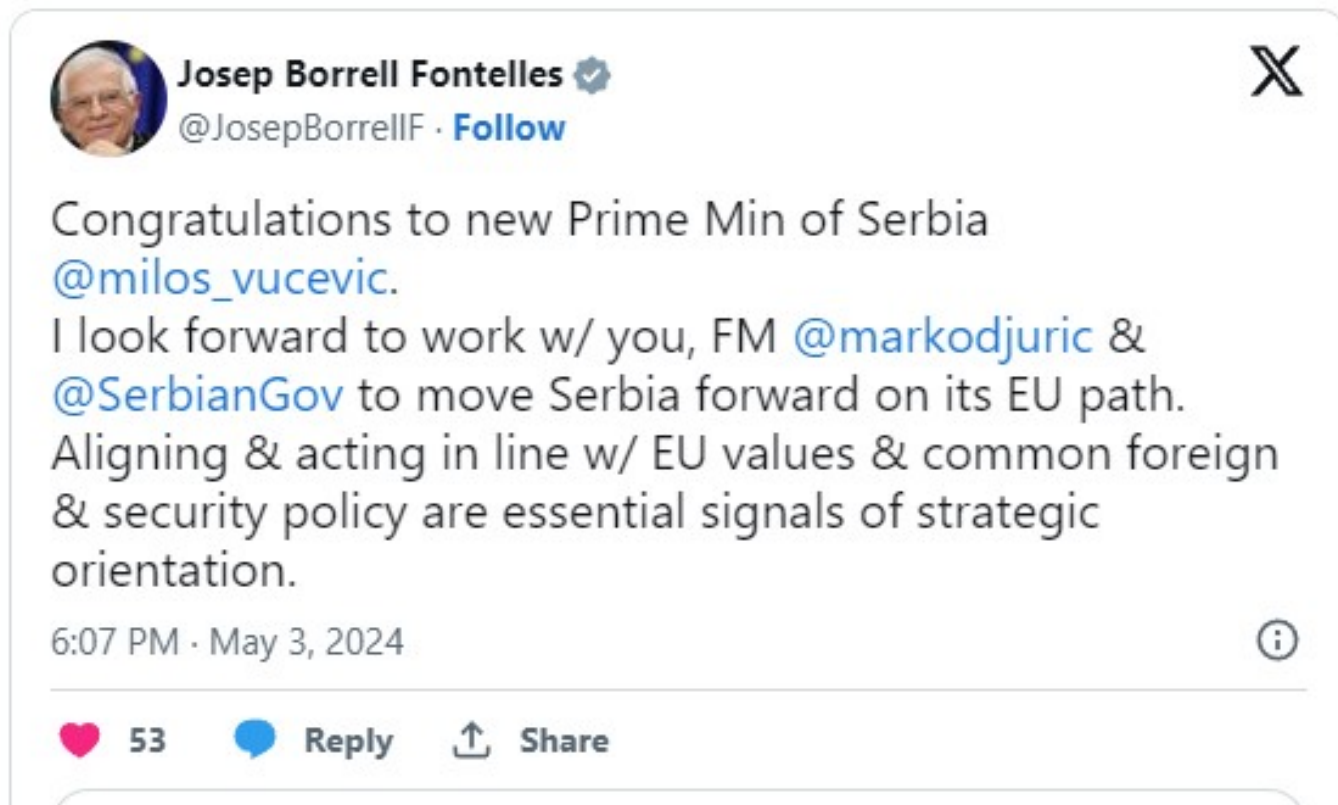 Josep Borrell Fontelles
@JosepBorrellF · Follow
Congratulations to new Prime Min of Serbia
@milos_vucevic.
I look forward to work w/ you, FM @markodjuric &
@SerbianGov to move Serbia forward on its EU path.
Aligning & acting in line w/ EU values & common foreign
& security policy are essential signals of strategic
orientation.
6:07 PM · May 3, 2024
53 Reply Share